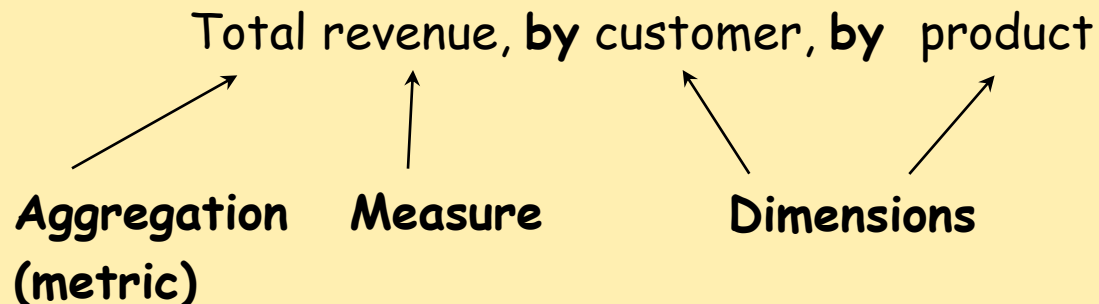 Total revenue, by customer, by product
Aggregation Measure Dimensions
(metric)